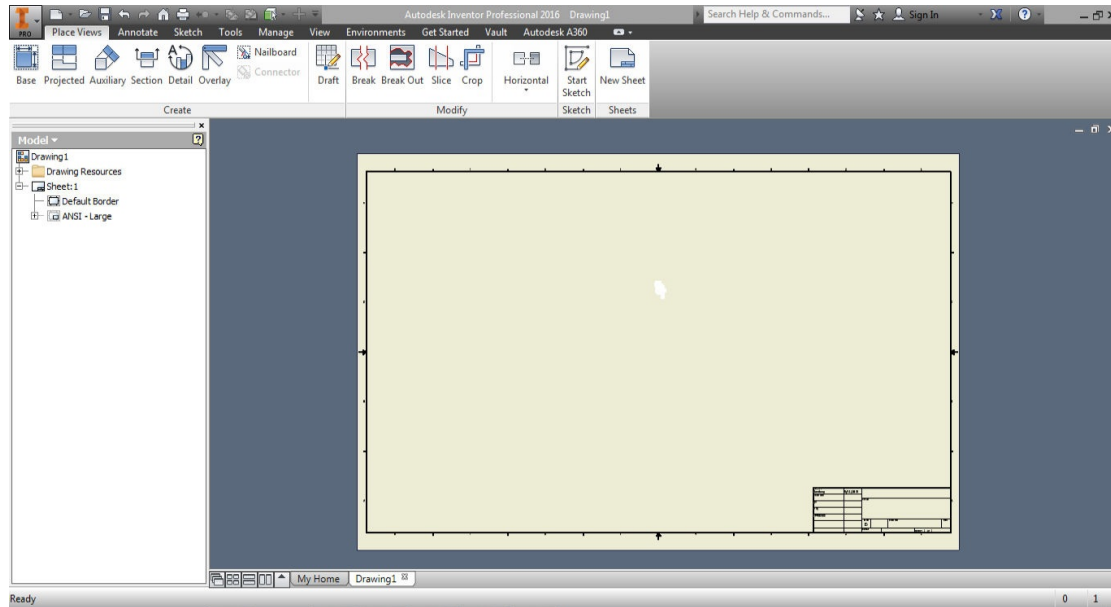 PRO
Autodesk Inventor Professional 2016 Drawing1
Search Help & Commands...
Sign In
Place Views Annotate Sketch Tools Manage View Environments Get Started Vault Autodesk A360
Base Projected Auxiliary Section Detail Overlay
Nailboard
Connector
Draft Break Break Out Slice Crop Horizontal Start Sketch New Sheet
Create Modify Sketch Sheets
Model
Drawing1
Drawing Resources
Sheet:1
Default Border
ANSI - Large
My Home Drawing1
Ready 0 1